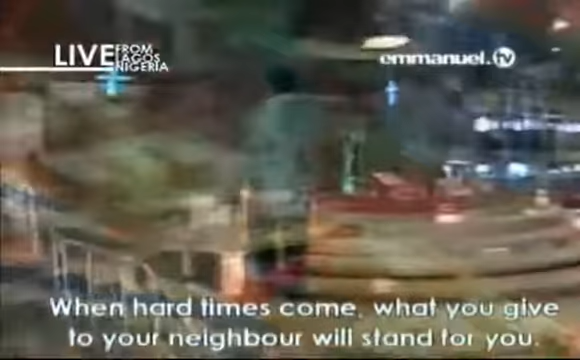 LIVE FROM LAGOS NIGERIA
emmanuel.tv
When hard times come, what you give
to your neighbour will stand for you.